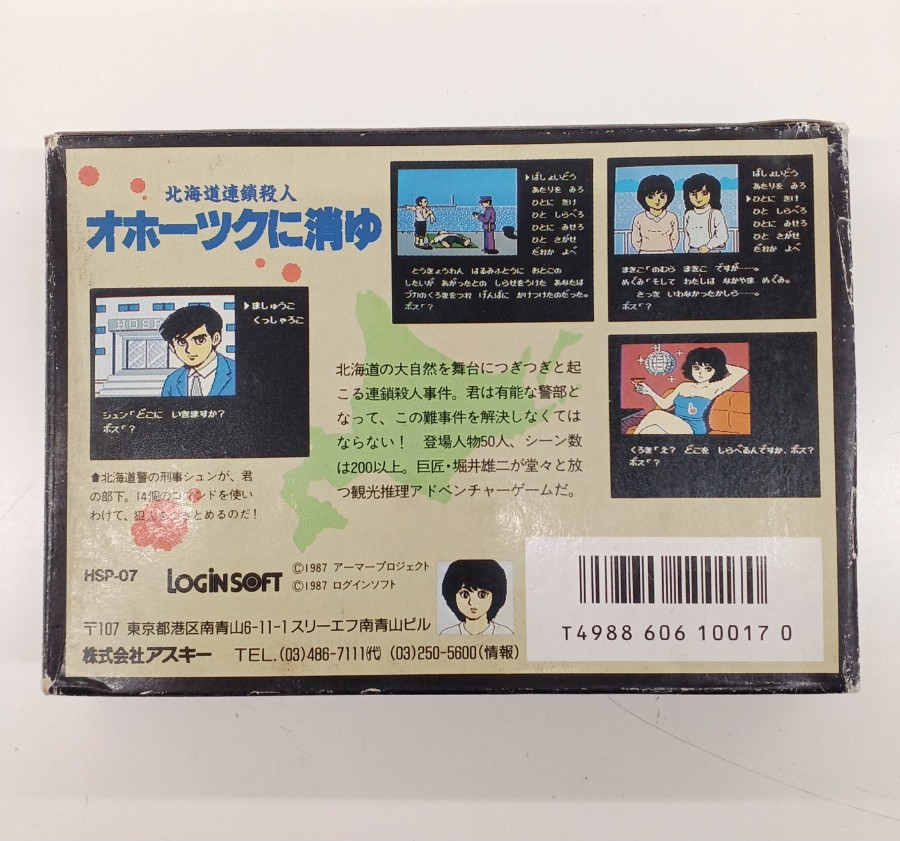 北海道連鎖殺人
オホーツクに消ゆ
▶ばしょいどう
あたりを みろ
ひとに きけ
ひと しらべろ
ひとに みせろ
ひと さがせ
だれか よべ
とうきょうわん はるみふとうに おとこの
したいが あがったとの しらせをうけた あなたは
ブカのくろきをつれ げんばに かけつけたのだった。
ボス「?
ばしょいどう
あたりを みろ
▶ひとに きけ
ひと しらべろ
ひとに みせろ
ひと さがせ
だれか よべ
まきこ「のむら まきこ ですが……。
めぐみ「そして わたしは なかやま めぐみ。
さっき いわなかったかしら……。
ボス「?
HOSP
▶ましゅうこ
くっしゃろこ
シュン「どこに いきますか?
ボス「?
くろき「え? どこを しらべるんですか、ボス?
ボス「?
北海道の大自然を舞台につぎつぎと起
こる連鎖殺人事件。君は有能な警部と
なって、この難事件を解決しなくては
ならない! 登場人物50人、シーン数
は200以上。巨匠・堀井雄二が堂々と放
つ観光推理アドベンチャーゲームだ。
♠北海道警の刑事シュンが、君
の部下。14個のコマンドを使い
わけて、犯人をつきとめるのだ!
HSP-07
LOGiNSOFT
©1987 アーマープロジェクト
©1987 ログインソフト
〒107 東京都港区南青山6-11-1スリーエフ南青山ビル
株式会社アスキー TEL.(03)486-7111(代) (03)250-5600(情報)
T4988 606 10017 0